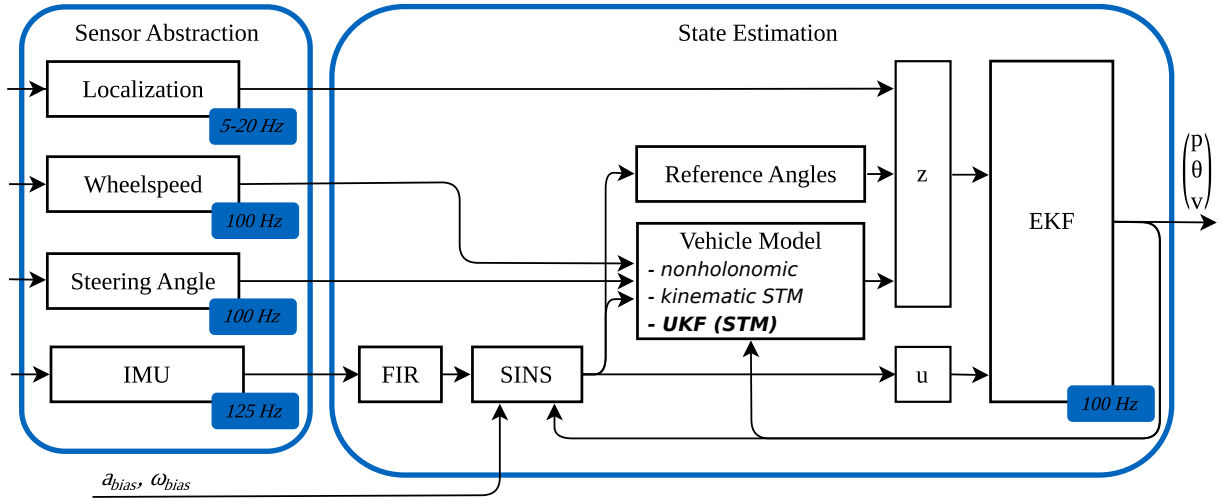 Sensor Abstraction
State Estimation
Localization
5-20 Hz
Wheelspeed
100 Hz
Steering Angle
100 Hz
IMU
125 Hz
FIR
SINS
Reference Angles
Vehicle Model
- nonholonomic
- kinematic STM
- UKF (STM)
z
u
EKF
100 Hz
p
θ
v
a_bias, ω_bias